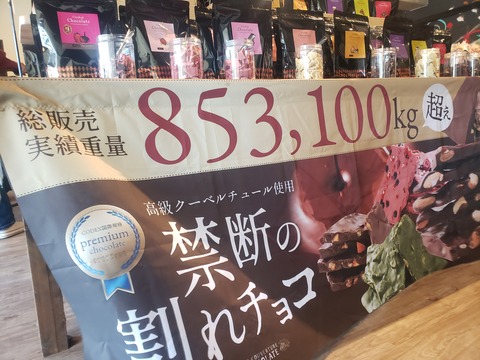 Chocolate
総販売
実績重量
853,100kg
超え
高級クーベルチュール使用
premium
chocolate
禁断の
割れチョコ